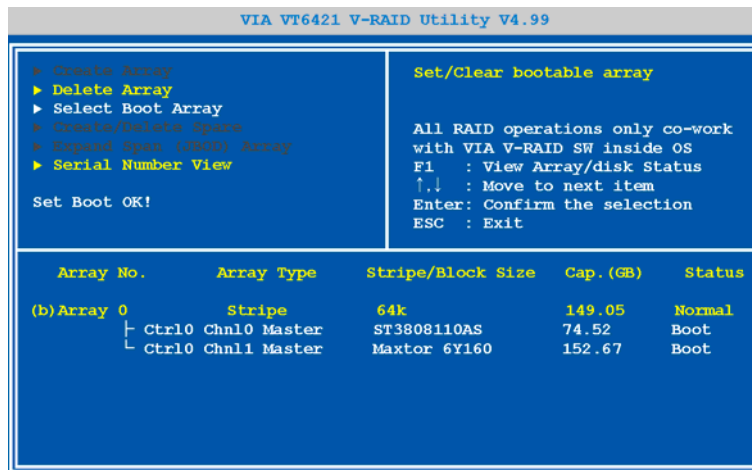 VIA VT6421 V-RAID Utility V4.99
► Create Array
► Delete Array
► Select Boot Array
► Create/Delete Spare
► Expand Span (JBOD) Array
► Serial Number View
Set Boot OK!
Set/Clear bootable array
All RAID operations only co-work
with VIA V-RAID SW inside OS
F1 : View Array/disk Status
↑,↓ : Move to next item
Enter: Confirm the selection
ESC : Exit
Array No. Array Type Stripe/Block Size Cap.(GB) Status
(b)Array 0 Stripe 64k 149.05 Normal
├ Ctrl0 Chnl0 Master ST3808110AS 74.52 Boot
└ Ctrl0 Chnl1 Master Maxtor 6Y160 152.67 Boot